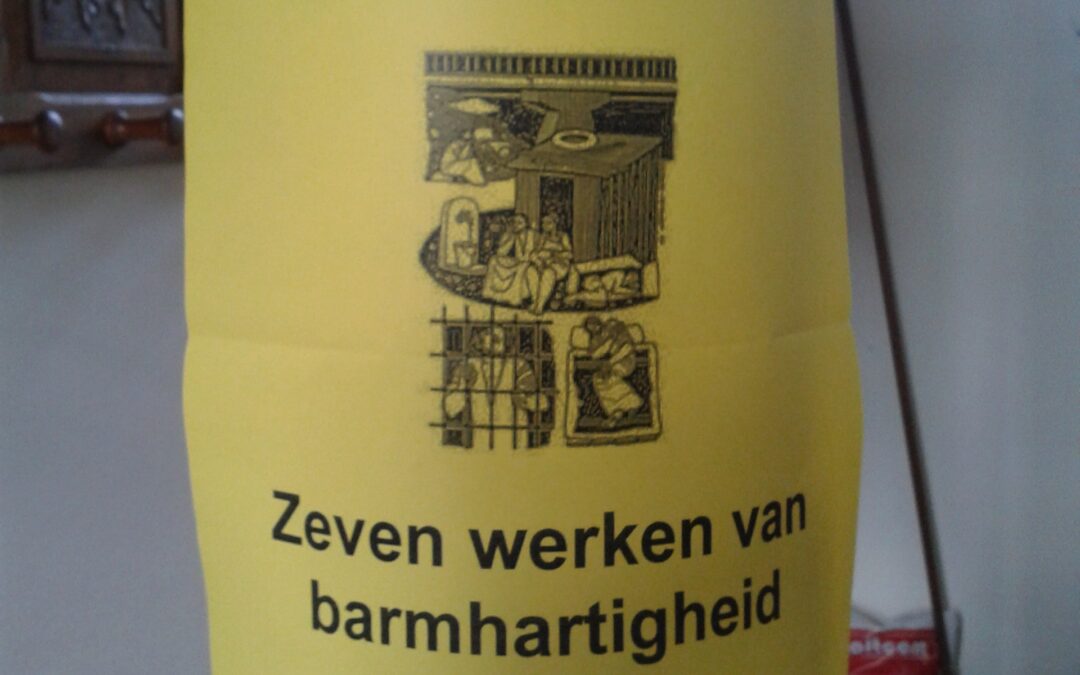 Zeven werken van
barmhartigheid